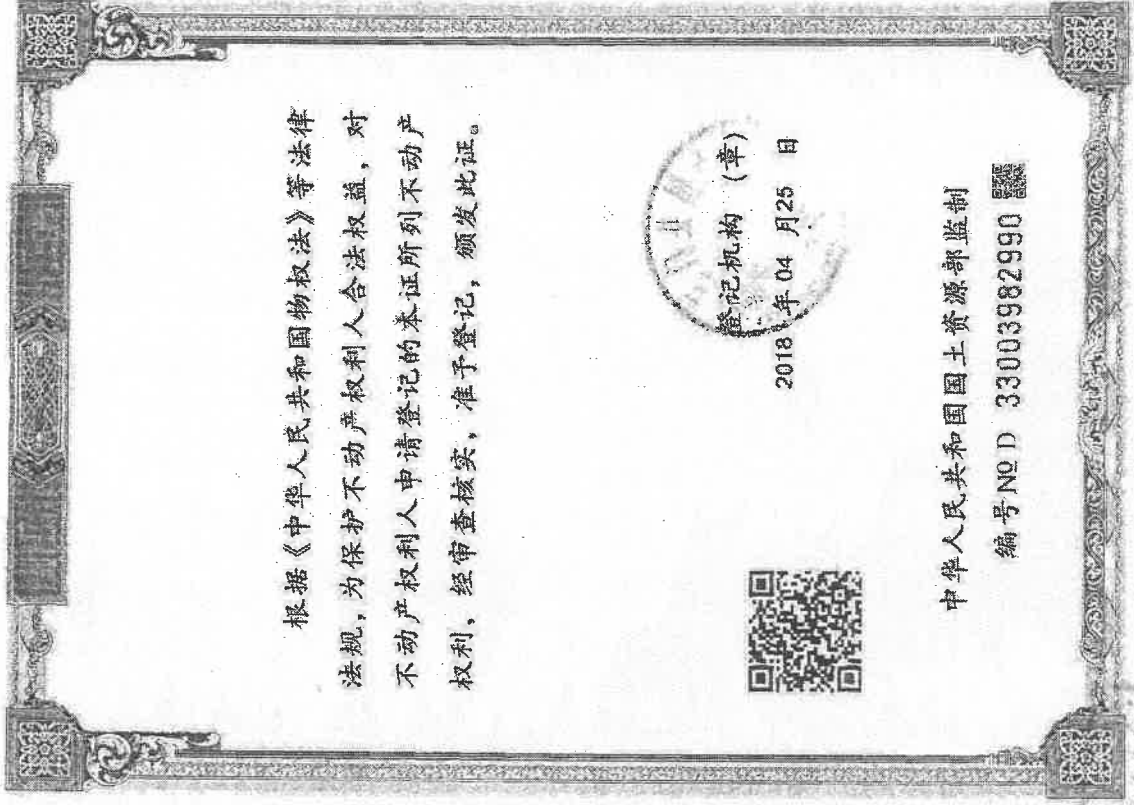 根据《中华人民共和国物权法》等法律
法规,为保护不动产权利人合法权益,对
不动产权利人申请登记的本证所列不动产
权利,经审查核实,准予登记,颁发此证。
登记机构(章)
2018 年 04 月25 日
中华人民共和国国土资源部监制
编号 № D 33003982990